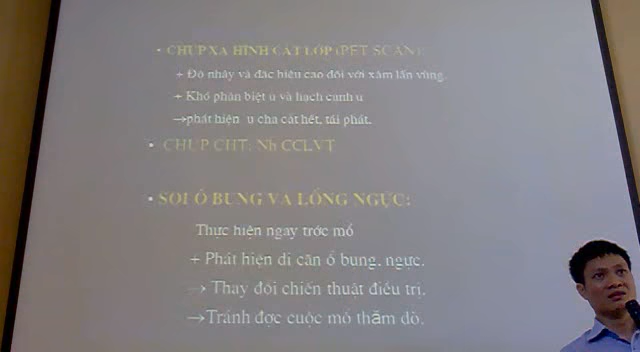 • CHỤP XẠ HÌNH CẮT LỚP (PET SCAN):
+ Độ nhạy và đặc hiệu cao đối với xâm lấn vùng.
+ Khó phân biệt u và hạch cạnh u
→phát hiện u cha cắt hết, tái phát.
• CHỤP CHT: Nh CCLVT
• SOI Ổ BỤNG VÀ LỒNG NGỰC:
Thực hiện ngay trớc mổ
+ Phát hiện di căn ổ bụng, ngực.
→ Thay đổi chiến thuật điều trị.
→Tránh đợc cuộc mổ thăm dò.